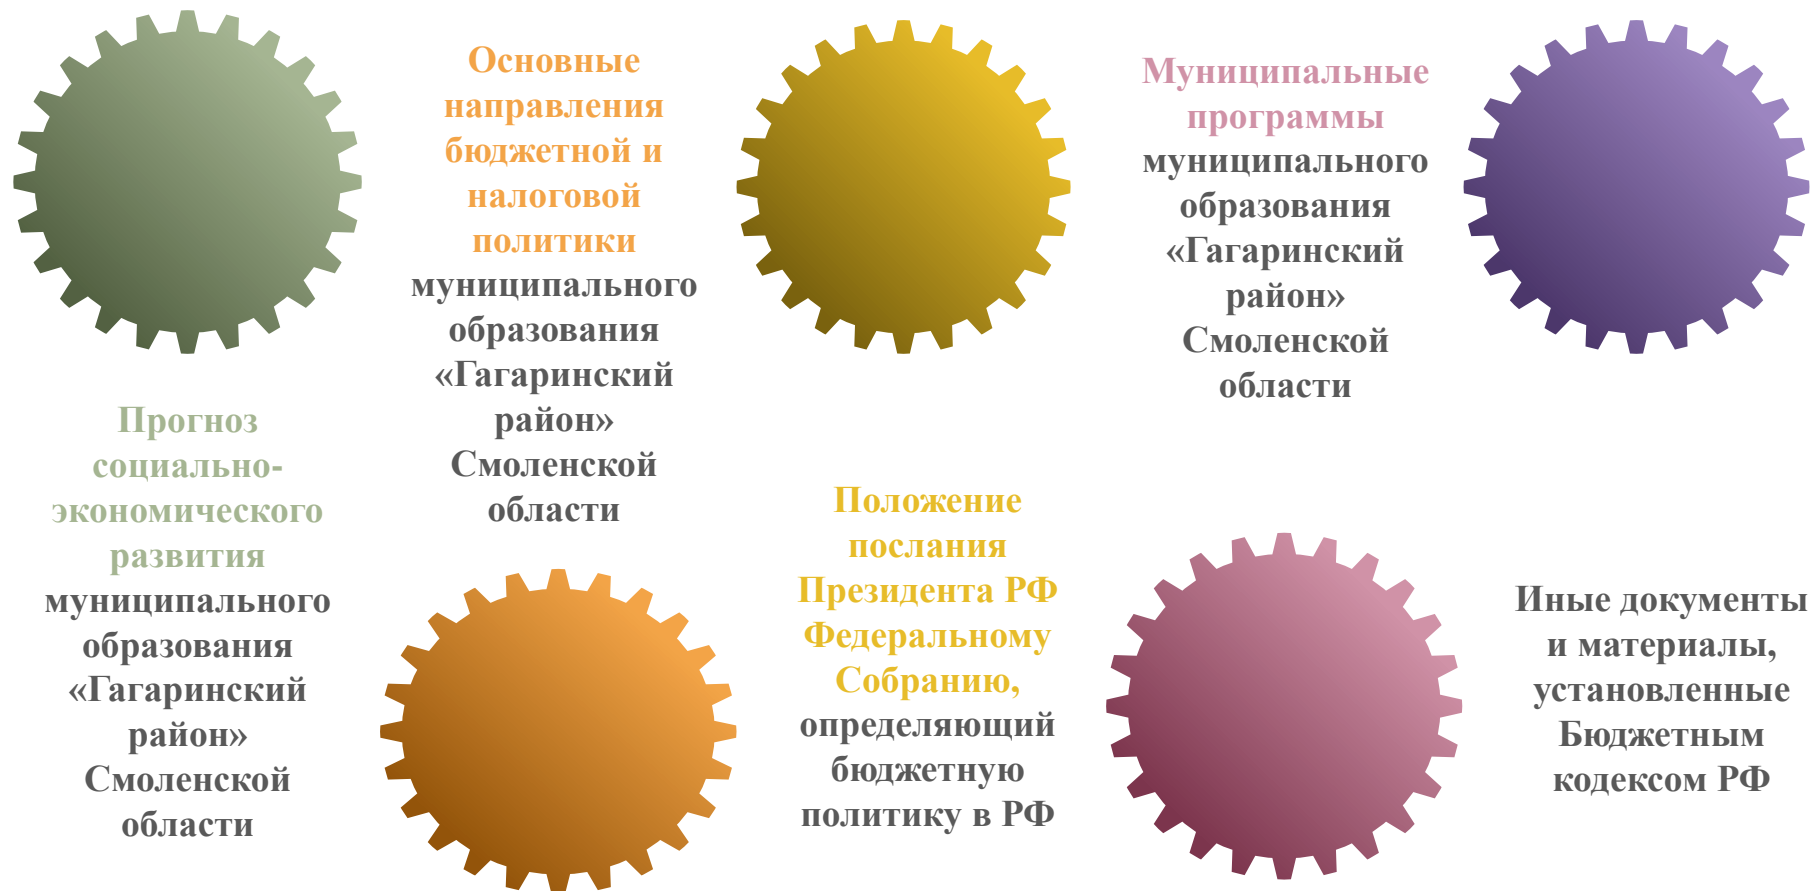 Прогноз
социально-
экономического
развития
муниципального
образования
«Гагаринский
район»
Смоленской
области
Основные
направления
бюджетной и
налоговой
политики
муниципального
образования
«Гагаринский
район»
Смоленской
области
Положение
послания
Президента РФ
Федеральному
Собранию,
определяющий
бюджетную
политику в РФ
Муниципальные
программы
муниципального
образования
«Гагаринский
район»
Смоленской
области
Иные документы
и материалы,
установленные
Бюджетным
кодексом РФ